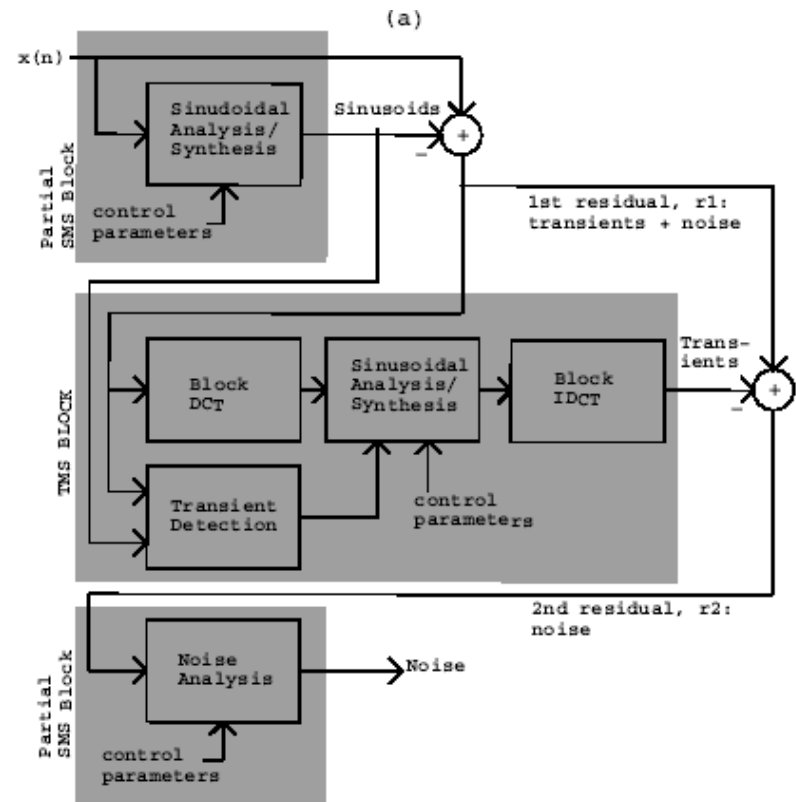 (a)
x(n)
Sinudoidal
Analysis/
Synthesis
Sinusoids
+
−
control
parameters
Partial
SMS Block
1st residual, r1:
transients + noise
Block
DCT
Sinusoidal
Analysis/
Synthesis
Block
IDCT
Trans-
ients
+
−
TMS BLOCK
Transient
Detection
control
parameters
2nd residual, r2:
noise
Noise
Analysis
Noise
control
parameters
Partial
SMS Block